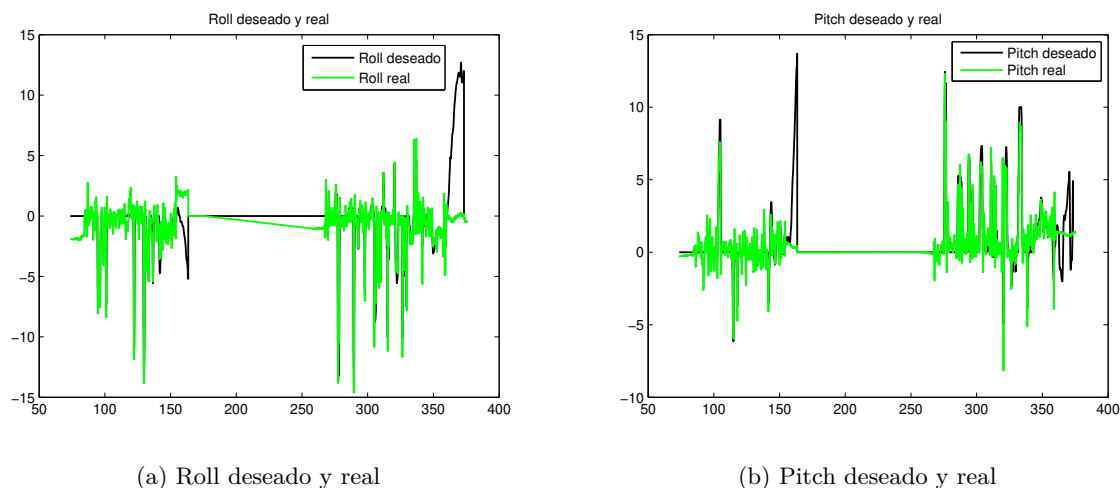 Roll deseado y real
15
10
5
0
−5
−10
−15
50 100 150 200 250 300 350 400
Roll deseado
Roll real
(a) Roll deseado y real
Pitch deseado y real
15
10
5
0
−5
−10
50 100 150 200 250 300 350 400
Pitch deseado
Pitch real
(b) Pitch deseado y real